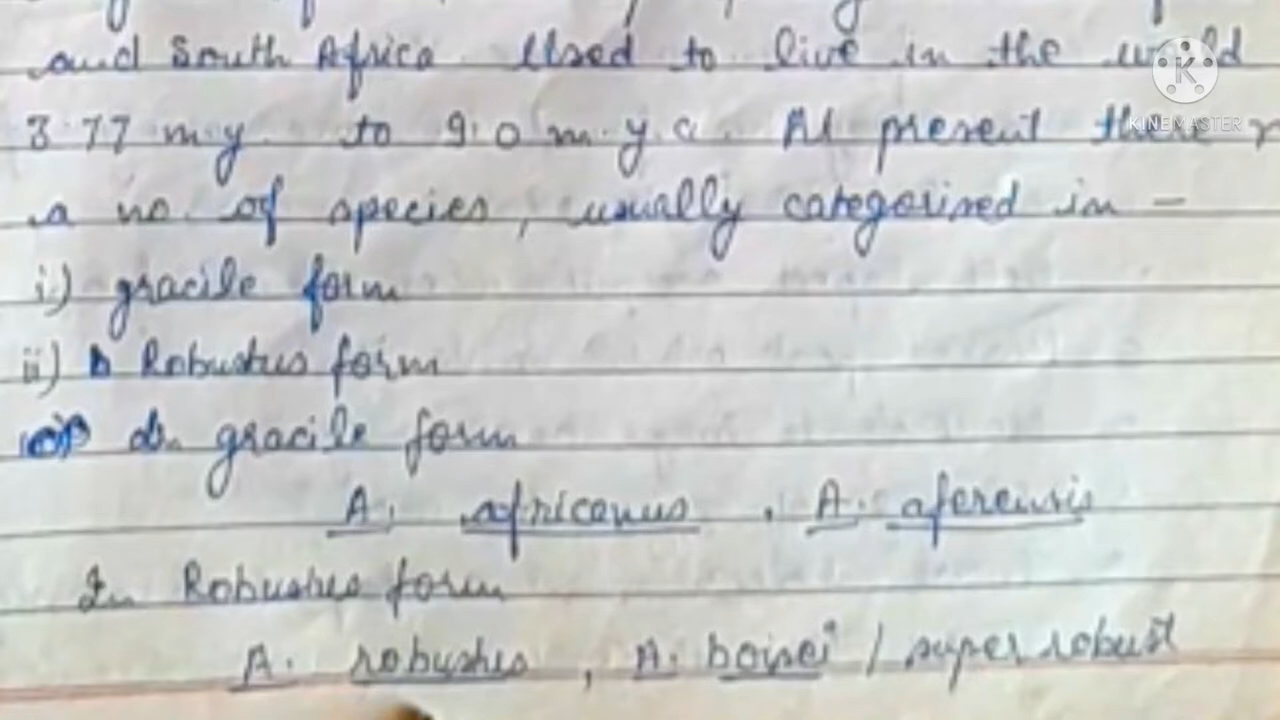 and South Africa. Used to live in the world
3.77 m.y. to 9.0 m.y.a. At present there r
a no. of species, usually categorised in –
i) gracile form
ii) Robustus form
In gracile form
A. africanus, A. aferensis
In Robustus form
A. robustus, A. boisei / super robust
K
KINEMASTER